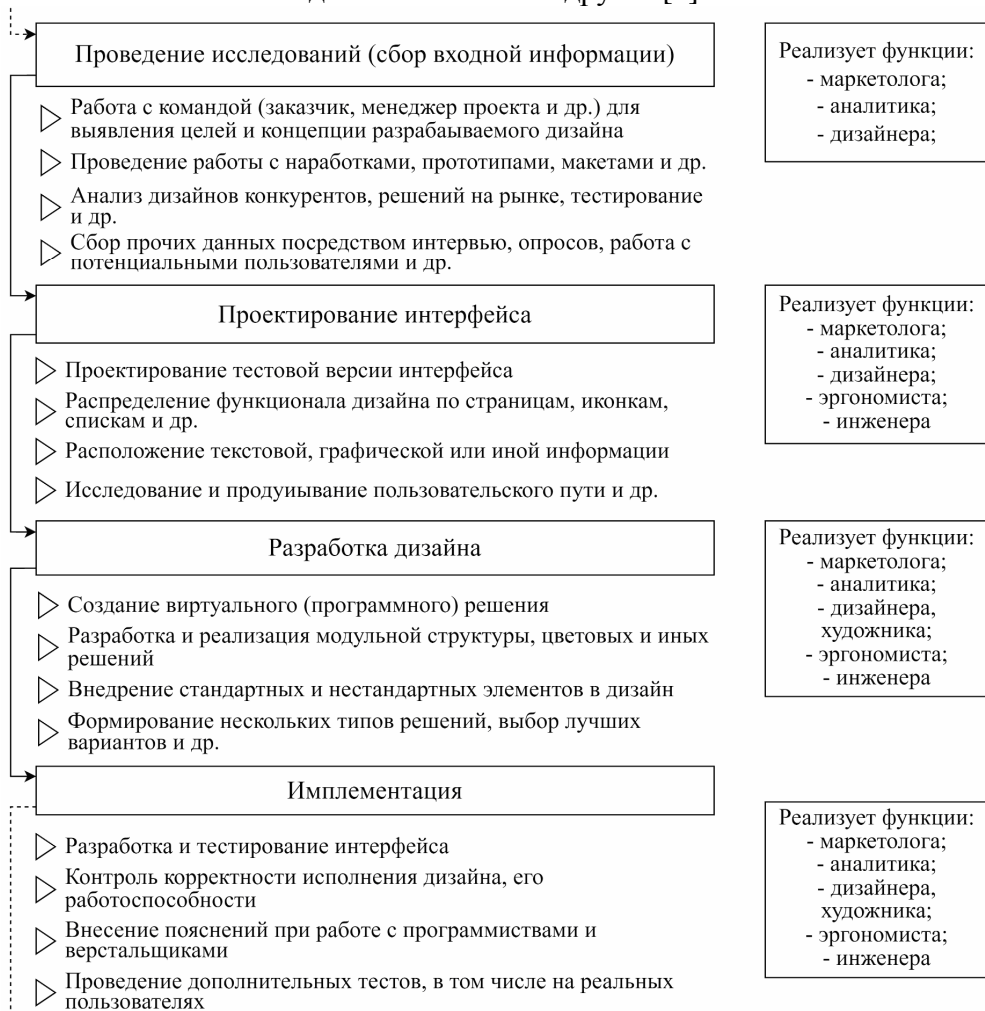 Проведение исследований (сбор входной информации)
Работа с командой (заказчик, менеджер проекта и др.) для
выявления целей и концепции разрабаываемого дизайна
Проведение работы с наработками, прототипами, макетами и др.
Анализ дизайнов конкурентов, решений на рынке, тестирование
и др.
Сбор прочих данных посредством интервью, опросов, работа с
потенциальными пользователями и др.
Реализует функции:
- маркетолога;
- аналитика;
- дизайнера;
Проектирование интерфейса
Проектирование тестовой версии интерфейса
Распределение функционала дизайна по страницам, иконкам,
спискам и др.
Расположение текстовой, графической или иной информации
Исследование и продуиывание пользовательского пути и др.
Реализует функции:
- маркетолога;
- аналитика;
- дизайнера;
- эргономиста;
- инженера
Разработка дизайна
Создание виртуального (программного) решения
Разработка и реализация модульной структуры, цветовых и иных
решений
Внедрение стандартных и нестандартных элементов в дизайн
Формирование нескольких типов решений, выбор лучших
вариантов и др.
Реализует функции:
- маркетолога;
- аналитика;
- дизайнера,
художника;
- эргономиста;
- инженера
Имплементация
Разработка и тестирование интерфейса
Контроль корректности исполнения дизайна, его
работоспособности
Внесение пояснений при работе с программиствами и
верстальщиками
Проведение дополнительных тестов, в том числе на реальных
пользователях
Реализует функции:
- маркетолога;
- аналитика;
- дизайнера,
художника;
- эргономиста;
- инженера